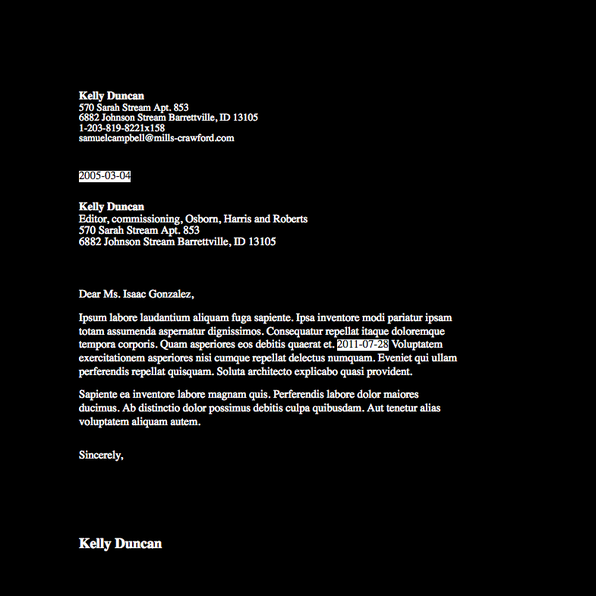 Kelly Duncan
570 Sarah Stream Apt. 853
6882 Johnson Stream Barrettville, ID 13105
1-203-819-8221x158
samuelcampbell@mills-crawford.com
2005-03-04
Kelly Duncan
Editor, commissioning, Osborn, Harris and Roberts
570 Sarah Stream Apt. 853
6882 Johnson Stream Barrettville, ID 13105
Dear Ms. Isaac Gonzalez,
Ipsum labore laudantium aliquam fuga sapiente. Ipsa inventore modi pariatur ipsam
totam assumenda aspernatur dignissimos. Consequatur repellat itaque doloremque
tempora corporis. Quam asperiores eos debitis quaerat et. 2011-07-28 Voluptatem
exercitationem asperiores nisi cumque repellat delectus numquam. Eveniet qui ullam
perferendis repellat quisquam. Soluta architecto explicabo quasi provident.
Sapiente ea inventore labore magnam quis. Perferendis labore dolor maiores
ducimus. Ab distinctio dolor possimus debitis culpa quibusdam. Aut tenetur alias
voluptatem aliquam autem.
Sincerely,
Kelly Duncan